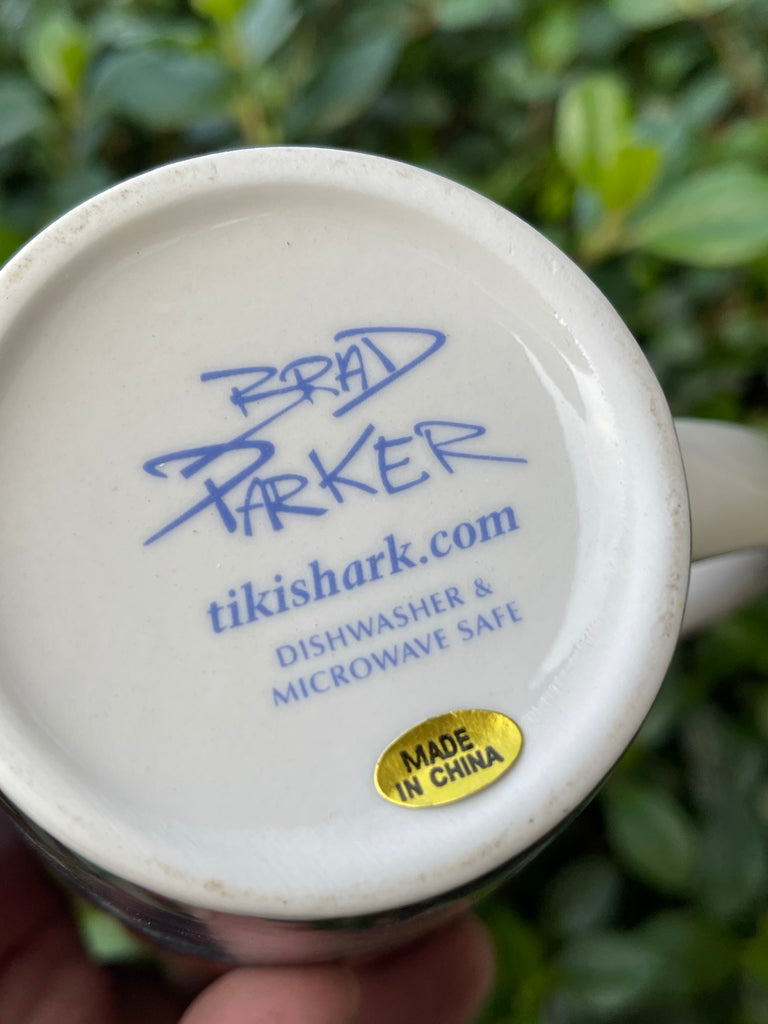 BRAD
PARKER
tikishark.com
DISHWASHER &
MICROWAVE SAFE
MADE
IN CHINA